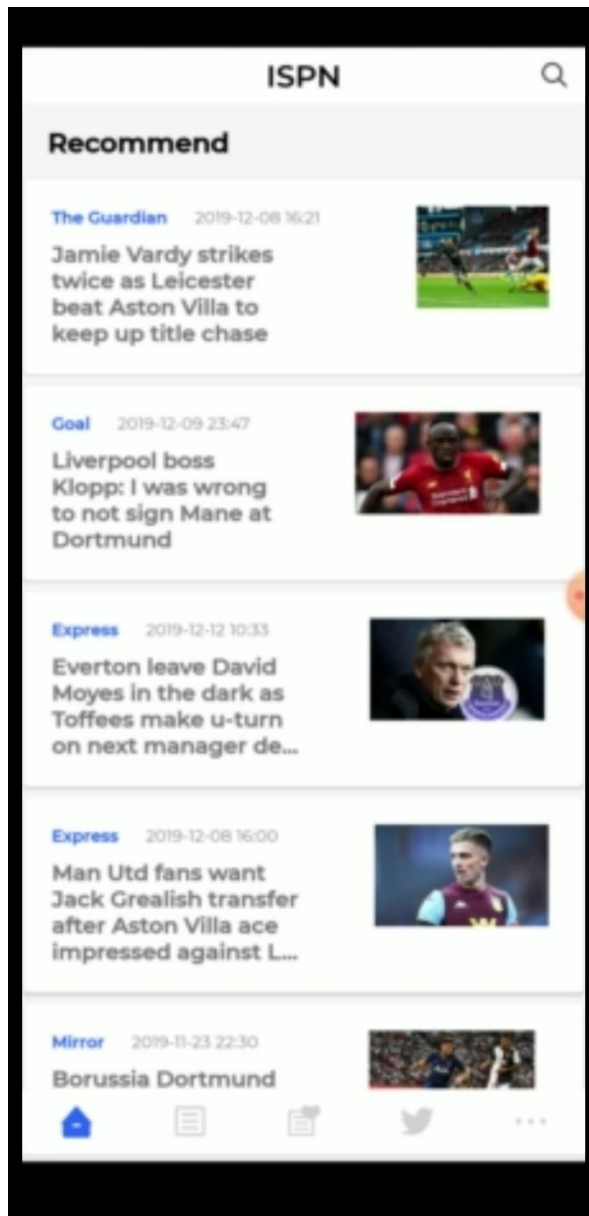 ISPN
Recommend
The Guardian 2019-12-08 16:21
Jamie Vardy strikes
twice as Leicester
beat Aston Villa to
keep up title chase
Goal 2019-12-09 23:47
Liverpool boss
Klopp: I was wrong
to not sign Mane at
Dortmund
Express 2019-12-12 10:33
Everton leave David
Moyes in the dark as
Toffees make u-turn
on next manager de...
Express 2019-12-08 16:00
Man Utd fans want
Jack Grealish transfer
after Aston Villa ace
impressed against L...
Mirror 2019-11-23 22:30
Borussia Dortmund